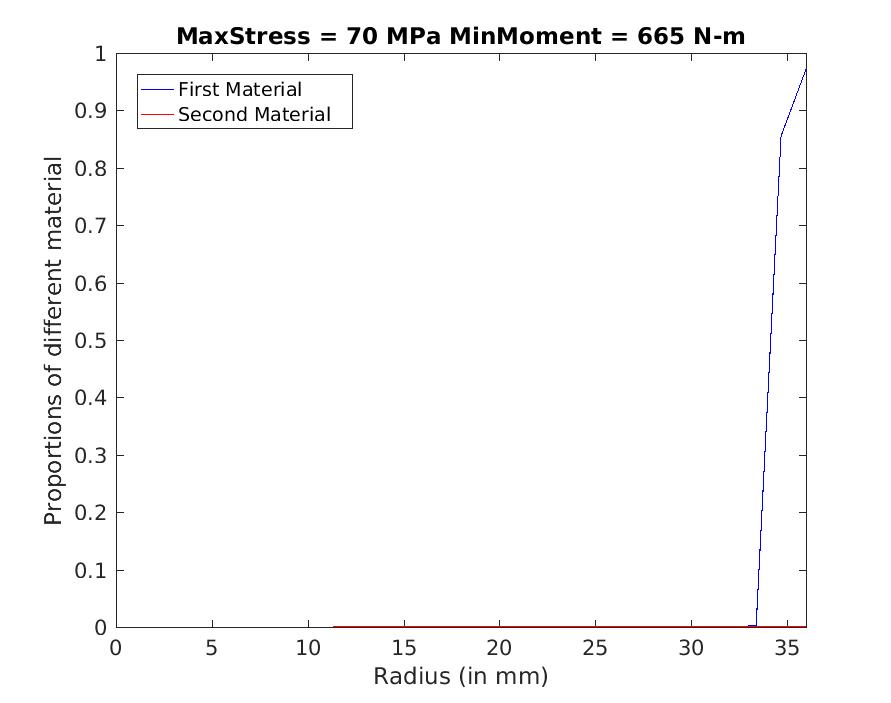 MaxStress = 70 MPa MinMoment = 665 N-m
First Material
Second Material
Proportions of different material
1
0.9
0.8
0.7
0.6
0.5
0.4
0.3
0.2
0.1
0
0 5 10 15 20 25 30 35
Radius (in mm)